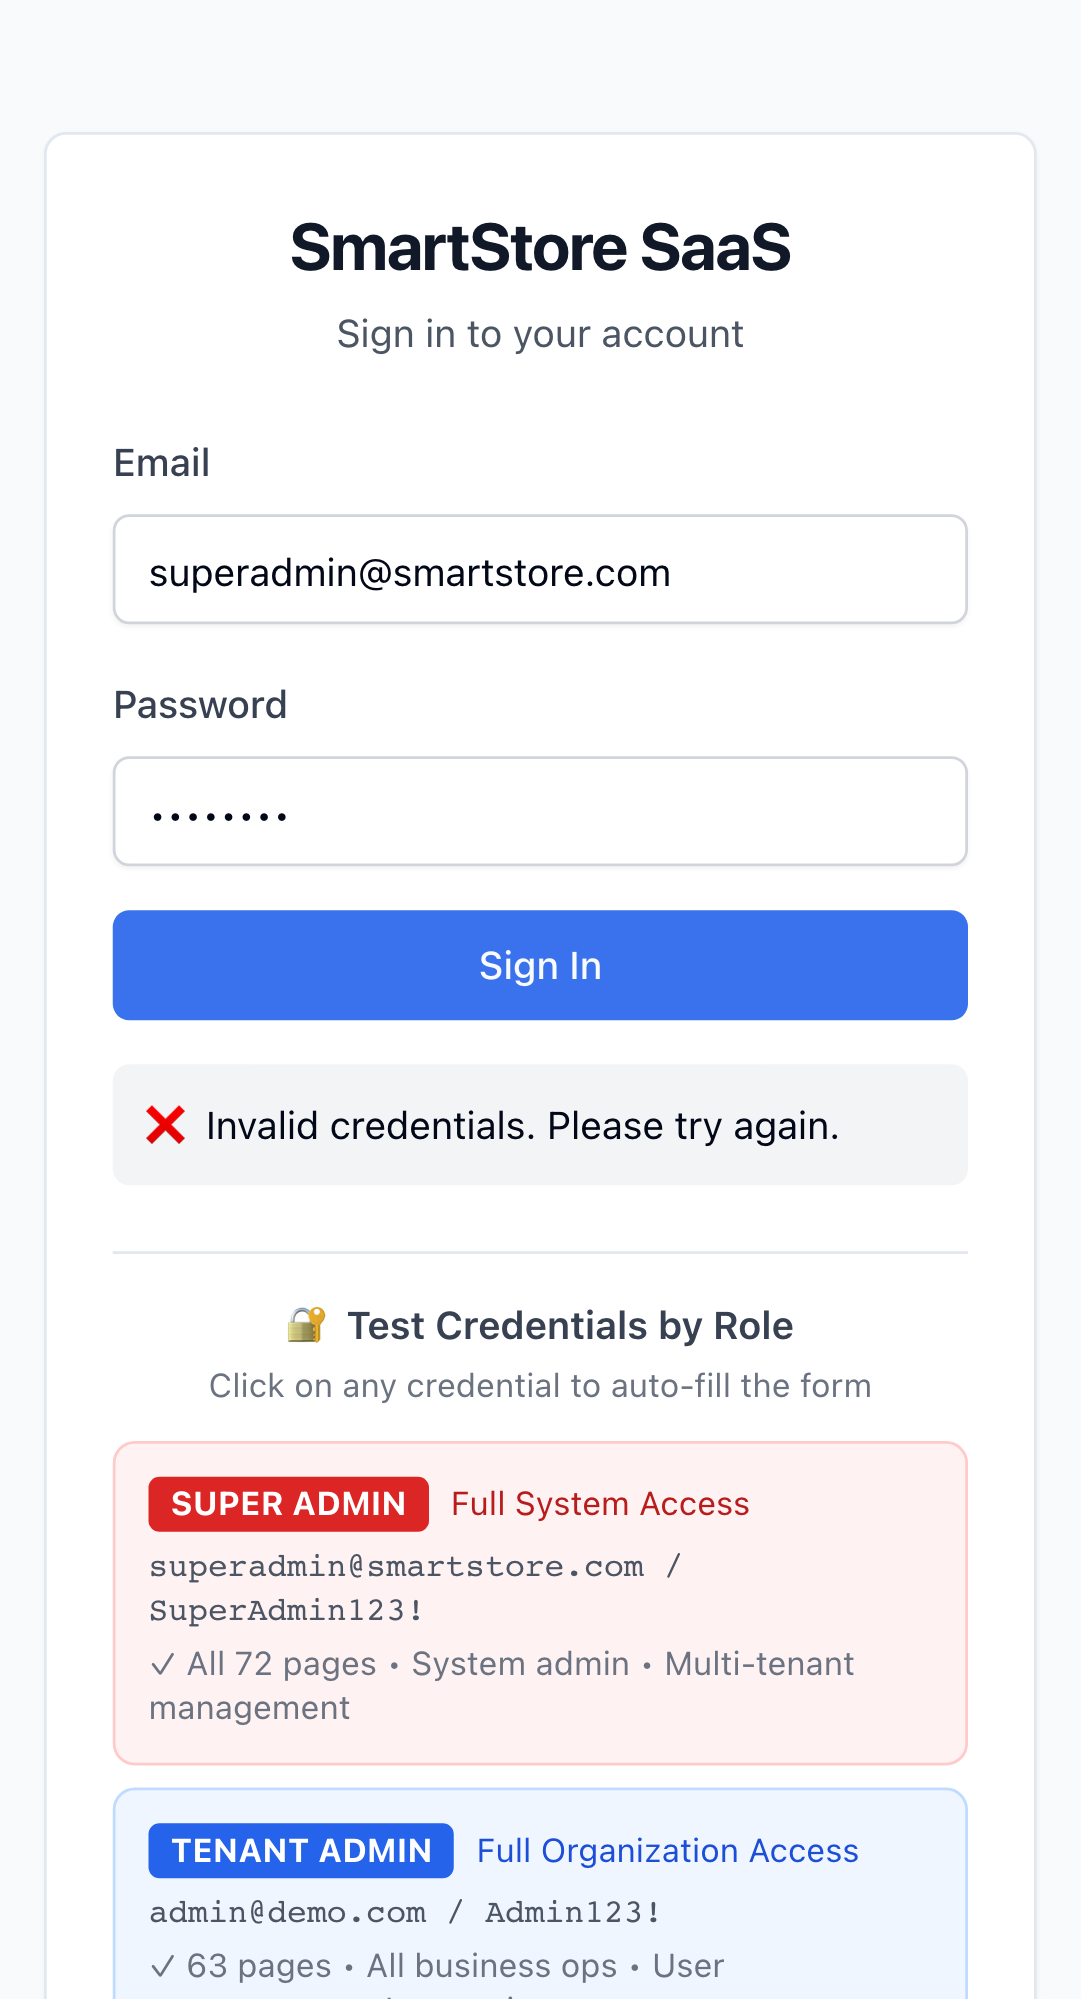 SmartStore SaaS
Sign in to your account
Email
superadmin@smartstore.com
Password
••••••••
Sign In
❌ Invalid credentials. Please try again.
🔐 Test Credentials by Role
Click on any credential to auto-fill the form
SUPER ADMIN Full System Access
superadmin@smartstore.com /
SuperAdmin123!
✓ All 72 pages • System admin • Multi-tenant
management
TENANT ADMIN Full Organization Access
admin@demo.com / Admin123!
✓ 63 pages • All business ops • User